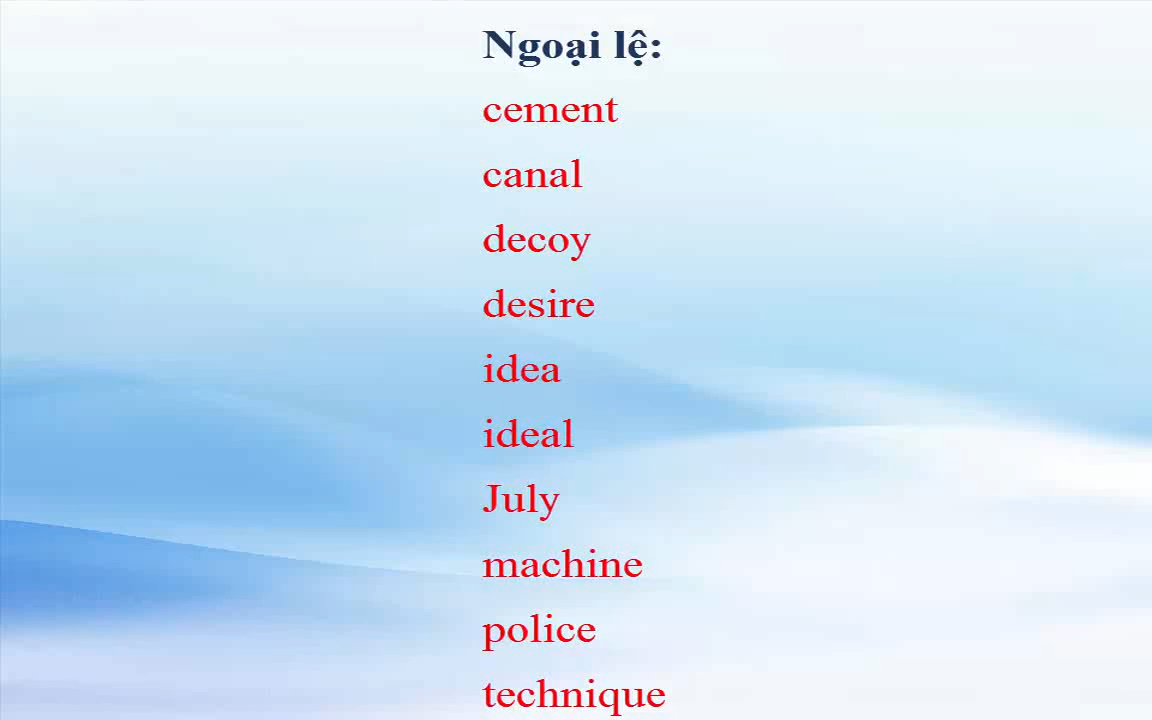 Ngoại lệ:
cement
canal
decoy
desire
idea
ideal
July
machine
police
technique